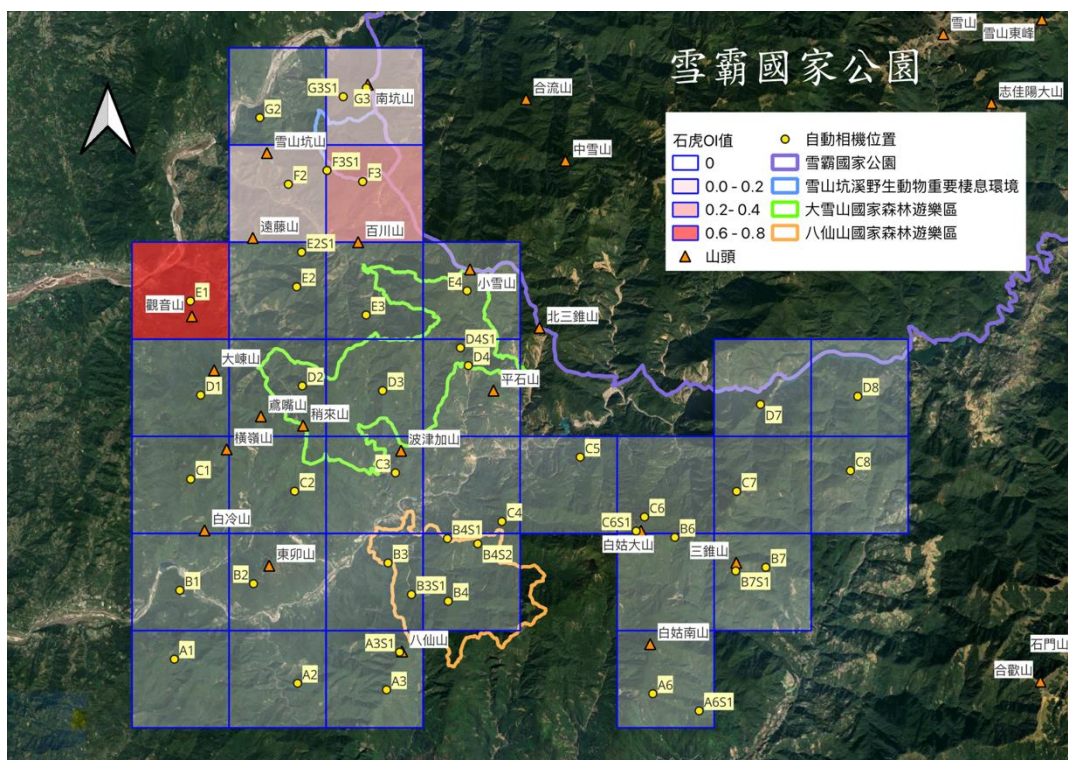 雪山
雪山東峰
雪霸國家公園
志佳陽大山
合流山
中雪山
G3S1
G3
南坑山
G2
雪山坑山
F3S1
F3
F2
遠藤山
百川山
E2S1
E2
E1
觀音山
E3
E4
小雪山
北三錐山
石虎OI值
0
0.0 - 0.2
0.2- 0.4
0.6 - 0.8
山頭
自動相機位置
雪霸國家公園
雪山坑溪野生動物重要棲息環境
大雪山國家森林遊樂區
八仙山國家森林遊樂區
D4S1
D4
大崠山
D1
D2
D3
平石山
D7
D8
鳶嘴山
稍來山
橫嶺山
波津加山
C1
C2
C3
C5
C7
C8
C4
C6
C6S1
白冷山
B4S1
B4S2
B6
白姑大山
三錐山
東卯山
B1
B2
B3
B3S1
B4
B7
B7S1
A1
A2
A3S1
八仙山
A3
白姑南山
A6
A6S1
石門山
合歡山